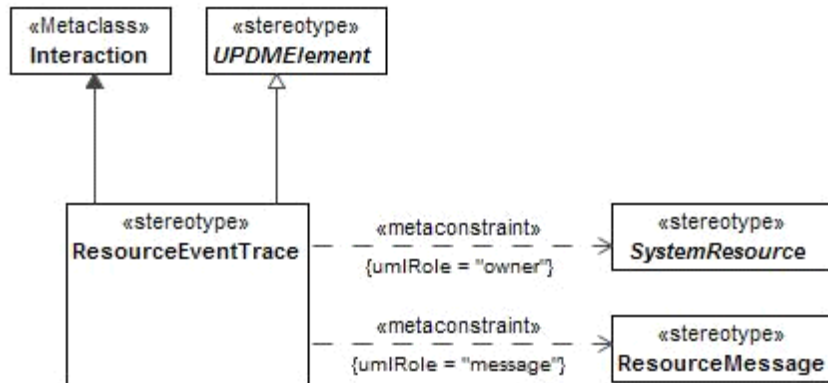 «Metaclass»
Interaction
«stereotype»
UPDMElement
«stereotype»
ResourceEventTrace
«metaconstraint»
{umlRole = "owner"}
«stereotype»
SystemResource
«metaconstraint»
{umlRole = "message"}
«stereotype»
ResourceMessage